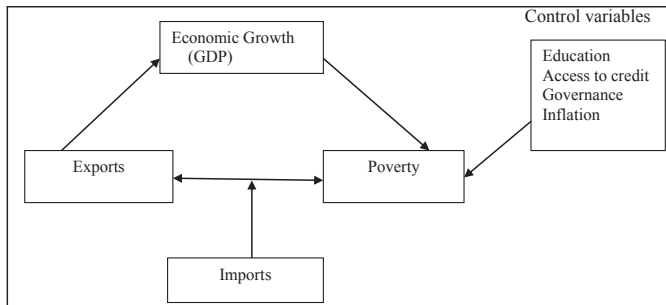 Control variables
Economic Growth
(GDP)
Education
Access to credit
Governance
Inflation
Exports
Poverty
Imports